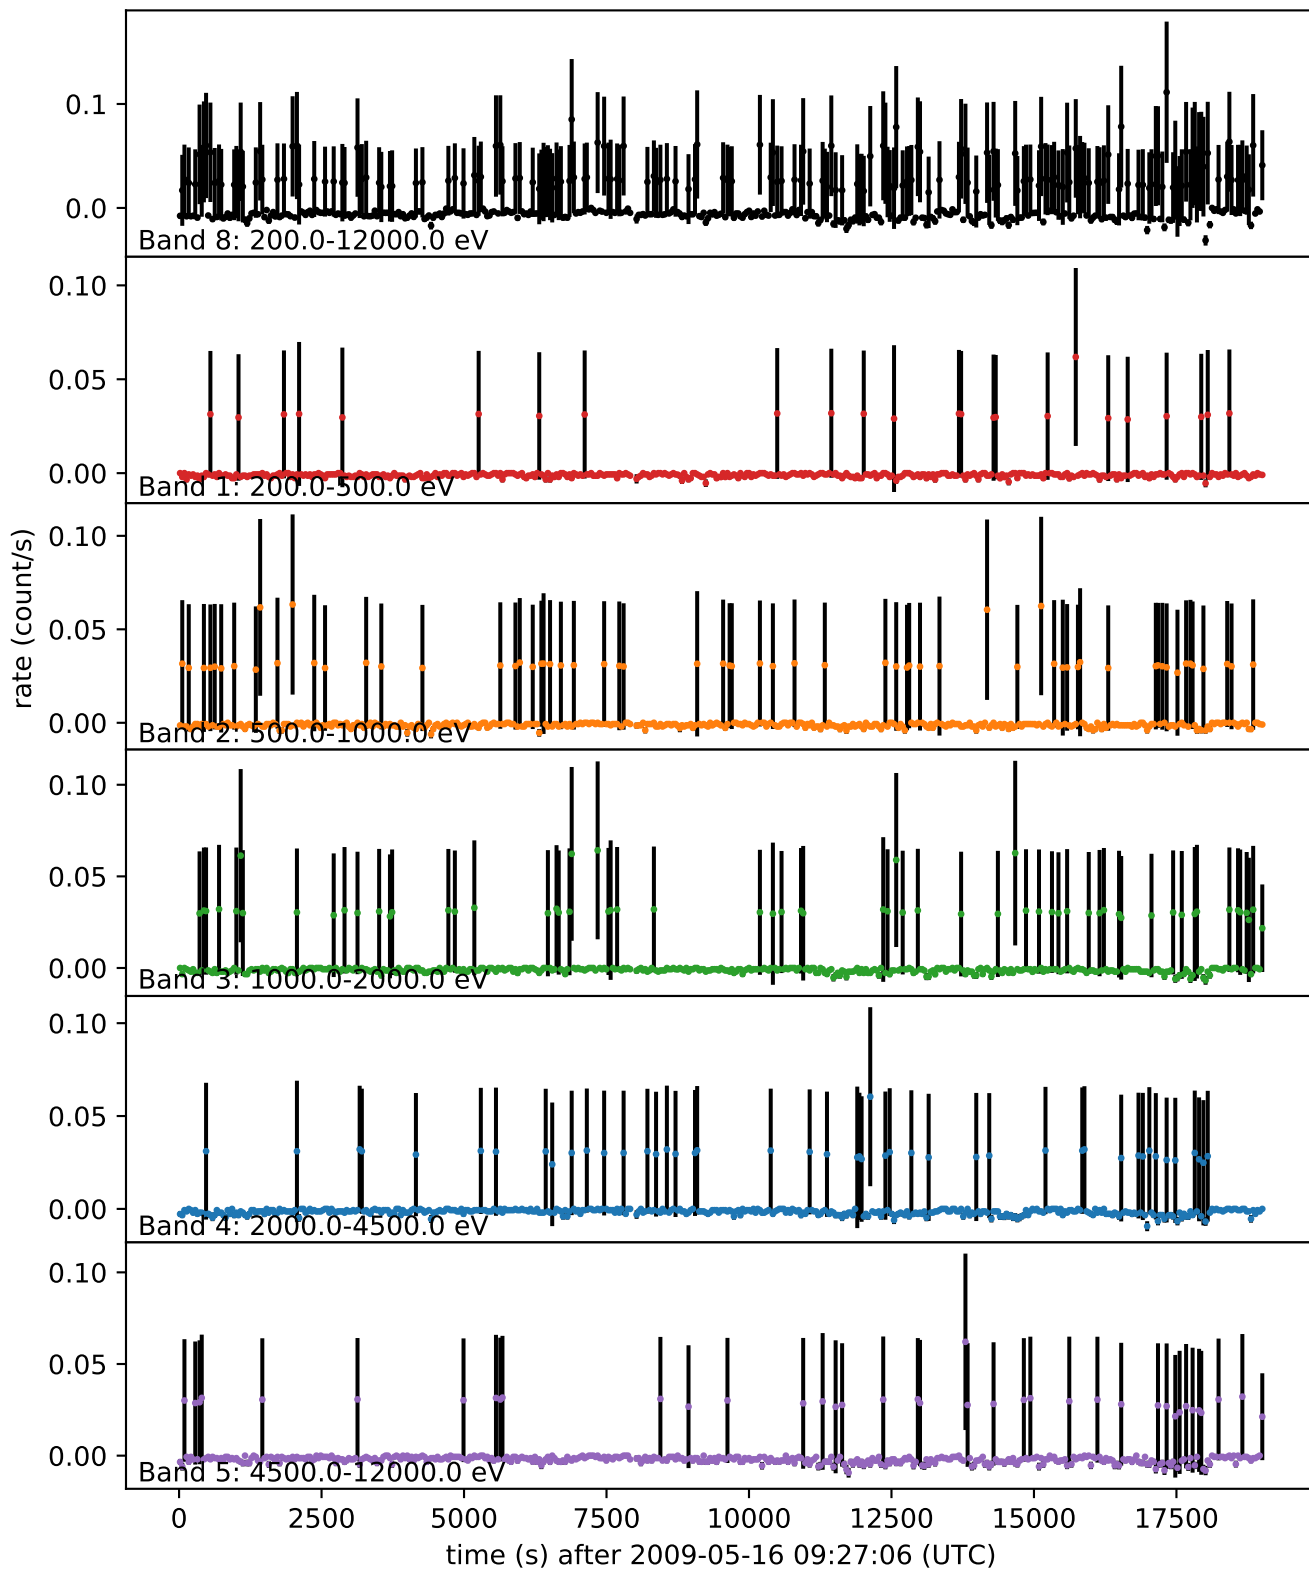 0.1
0.0
Band 8: 200.0-12000.0 eV
0.10
0.05
0.00
Band 1: 200.0-500.0 eV
rate (count/s)
0.10
0.05
0.00
Band 2: 500.0-1000.0 eV
0.10
0.05
0.00
Band 3: 1000.0-2000.0 eV
0.10
0.05
0.00
Band 4: 2000.0-4500.0 eV
0.10
0.05
0.00
Band 5: 4500.0-12000.0 eV
0 2500 5000 7500 10000 12500 15000 17500
time (s) after 2009-05-16 09:27:06 (UTC)